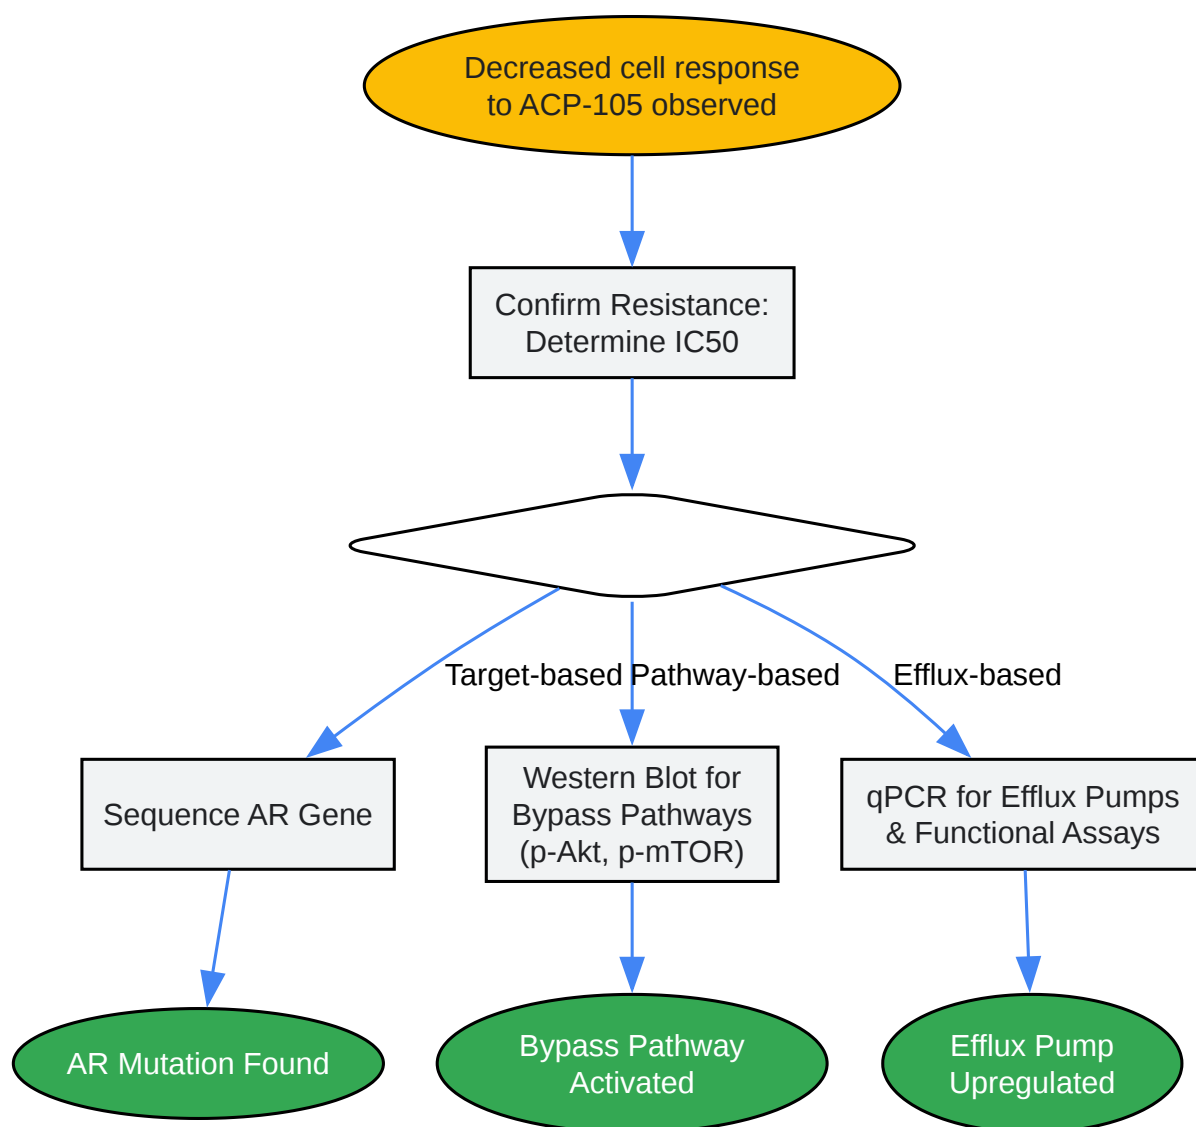 Decreased cell response
to ACP-105 observed
Confirm Resistance:
Determine IC50
Target-based
Pathway-based
Efflux-based
Sequence AR Gene
Western Blot for
Bypass Pathways
(p-Akt, p-mTOR)
qPCR for Efflux Pumps
& Functional Assays
AR Mutation Found
Bypass Pathway
Activated
Efflux Pump
Upregulated